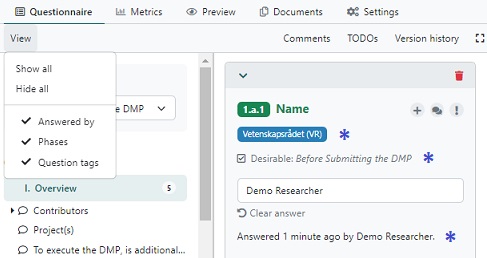 Questionnaire Metrics Preview Documents Settings
View Comments TODOs Version history
Show all
Hide all
Answered by
Phases
Question tags
e DMP
I. Overview 5
Contributors
Project(s)
To execute the DMP, is additional...
1.a.1 Name
Vetenskapsrådet (VR)
Desirable: Before Submitting the DMP
Demo Researcher
Clear answer
Answered 1 minute ago by Demo Researcher.